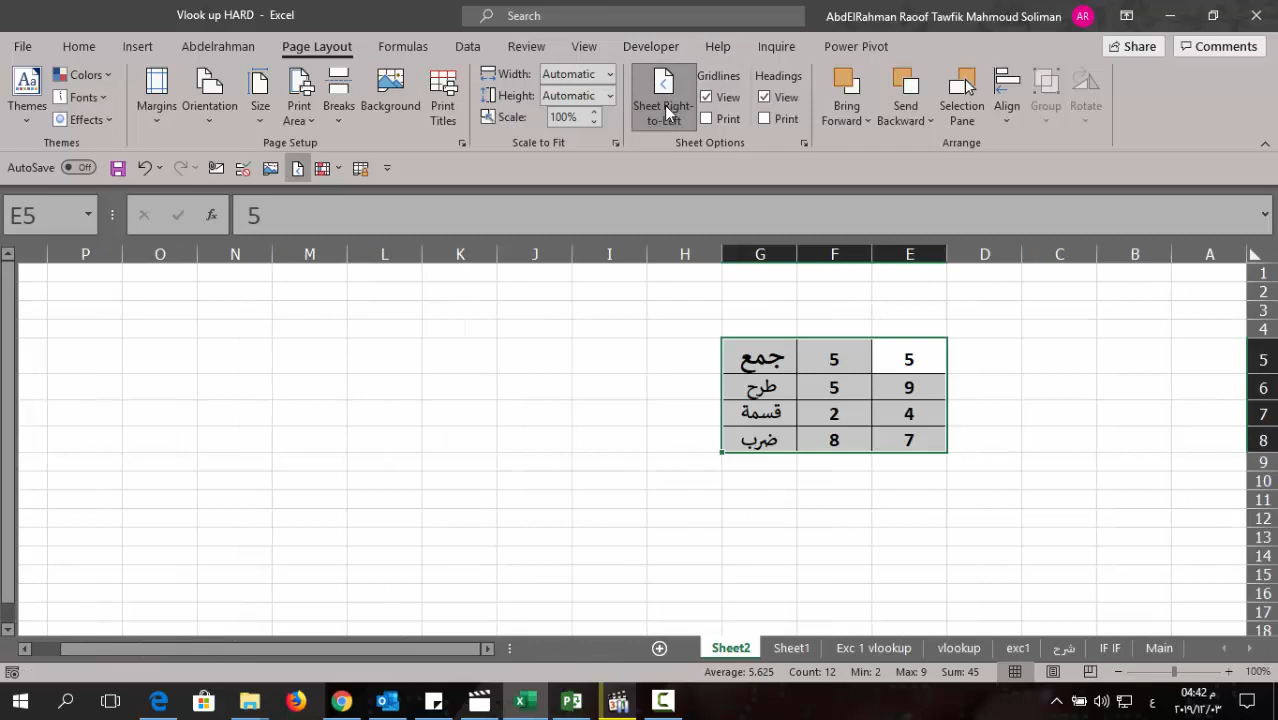 Vlook up HARD - Excel
Search
AbdElRahman Raoof Tawfik Mahmoud Soliman
AR
File Home Insert Abdelrahman Page Layout Formulas Data Review View Developer Help Inquire Power Pivot Share Comments
Themes
Colors
Fonts
Effects
Margins
Orientation
Size
Print Area
Breaks
Background
Print Titles
Width: Automatic
Height: Automatic
Scale: 100%
Sheet Right-to-Left
Gridlines
View
Print
Headings
View
Print
Bring Forward
Send Backward
Selection Pane
Align
Group
Rotate
Themes
Page Setup
Scale to Fit
Sheet Options
Arrange
AutoSave Off
E5
fx
5
P O N M L K J I H G F E D C B A
1
2
3
4
5
6
7
8
9
10
11
12
13
14
15
16
17
18
5 5 جمع
9 5 طرح
4 2 قسمة
7 8 ضرب
Sheet2 Sheet1 Exc 1 vlookup vlookup exc1 شرح IF IF Main
Average: 5.625 Count: 12 Min: 2 Max: 9 Sum: 45
100%
ع
04:42 م
٢٠١٩/١٢/٠٣